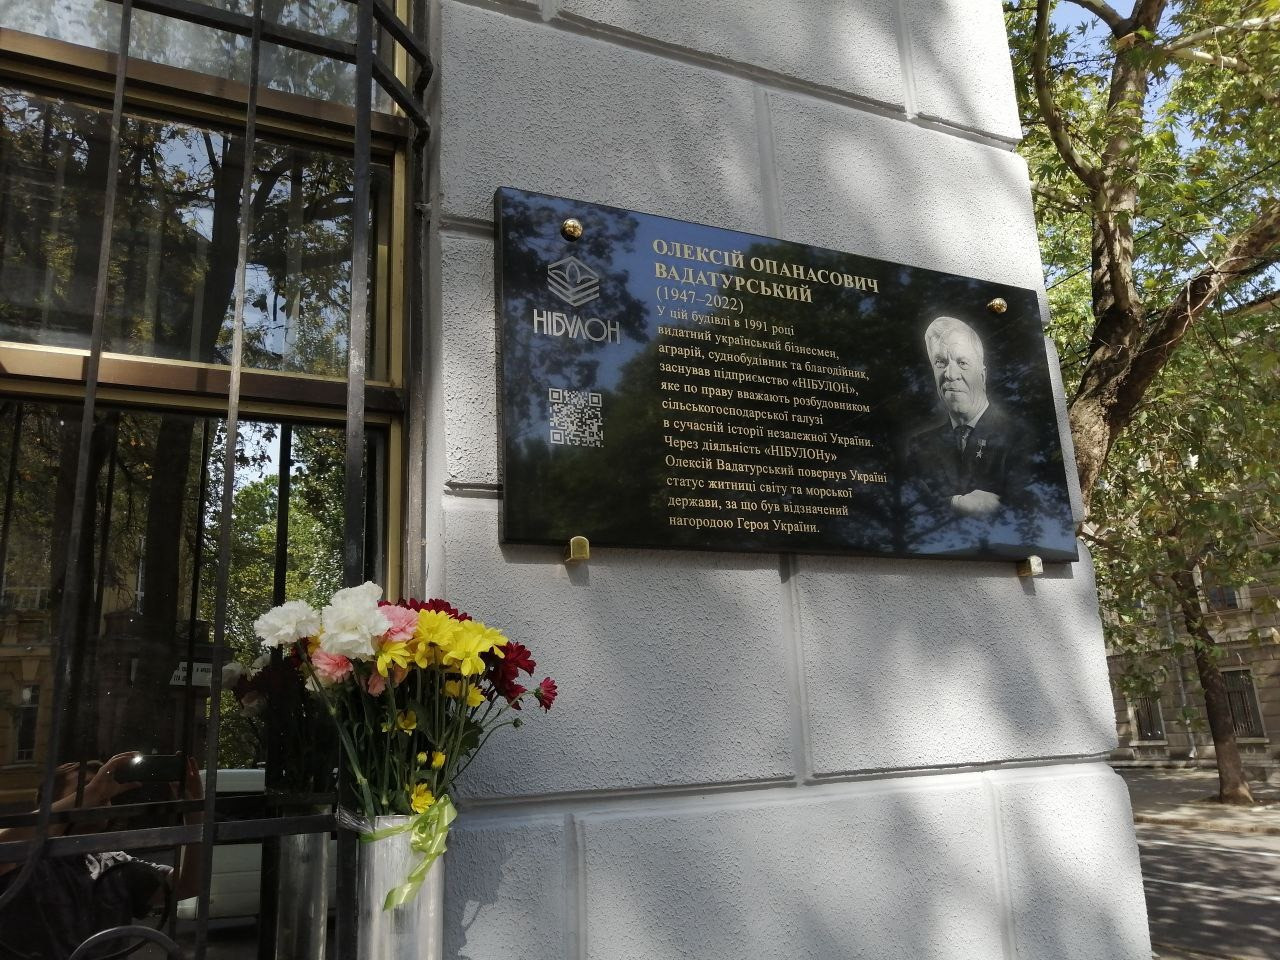 НІБУЛОН
ОЛЕКСІЙ ОПАНАСОВИЧ
ВАДАТУРСЬКИЙ
(1947–2022)
У цій будівлі в 1991 році
видатний український бізнесмен,
аграрій, суднобудівник та благодійник,
заснував підприємство «НІБУЛОН»,
яке по праву вважають розбудовником
сільськогосподарської галузі
в сучасній історії незалежної України.
Через діяльність «НІБУЛОНу»
Олексій Вадатурський повернув Україні
статус житниці світу та морської
держави, за що був відзначений
нагородою Героя України.